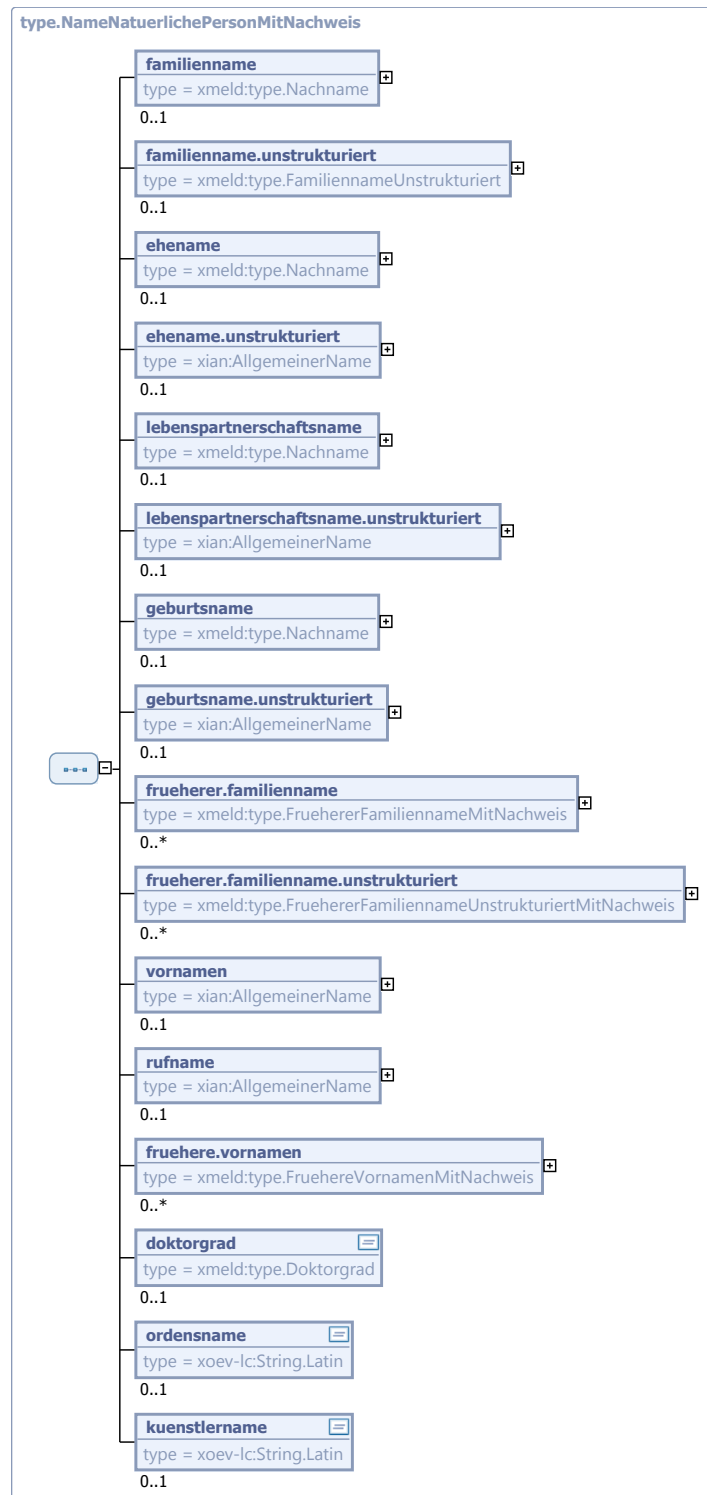 type.NameNatuerlichePersonMitNachweis
familienname
type = xmeld:type.Nachname
0..1
familienname.unstrukturiert
type = xmeld:type.FamiliennameUnstrukturiert
0..1
ehename
type = xmeld:type.Nachname
0..1
ehename.unstrukturiert
type = xian:AllgemeinerName
0..1
lebenspartnerschaftsname
type = xmeld:type.Nachname
0..1
lebenspartnerschaftsname.unstrukturiert
type = xian:AllgemeinerName
0..1
geburtsname
type = xmeld:type.Nachname
0..1
geburtsname.unstrukturiert
type = xian:AllgemeinerName
0..1
frueherer.familienname
type = xmeld:type.FruehererFamiliennameMitNachweis
0..*
frueherer.familienname.unstrukturiert
type = xmeld:type.FruehererFamiliennameUnstrukturiertMitNachweis
0..*
vornamen
type = xian:AllgemeinerName
0..1
rufname
type = xian:AllgemeinerName
0..1
fruehere.vornamen
type = xmeld:type.FruehereVornamenMitNachweis
0..*
doktorgrad
type = xmeld:type.Doktorgrad
0..1
ordensname
type = xoev-lc:String.Latin
0..1
kuenstlername
type = xoev-lc:String.Latin
0..1